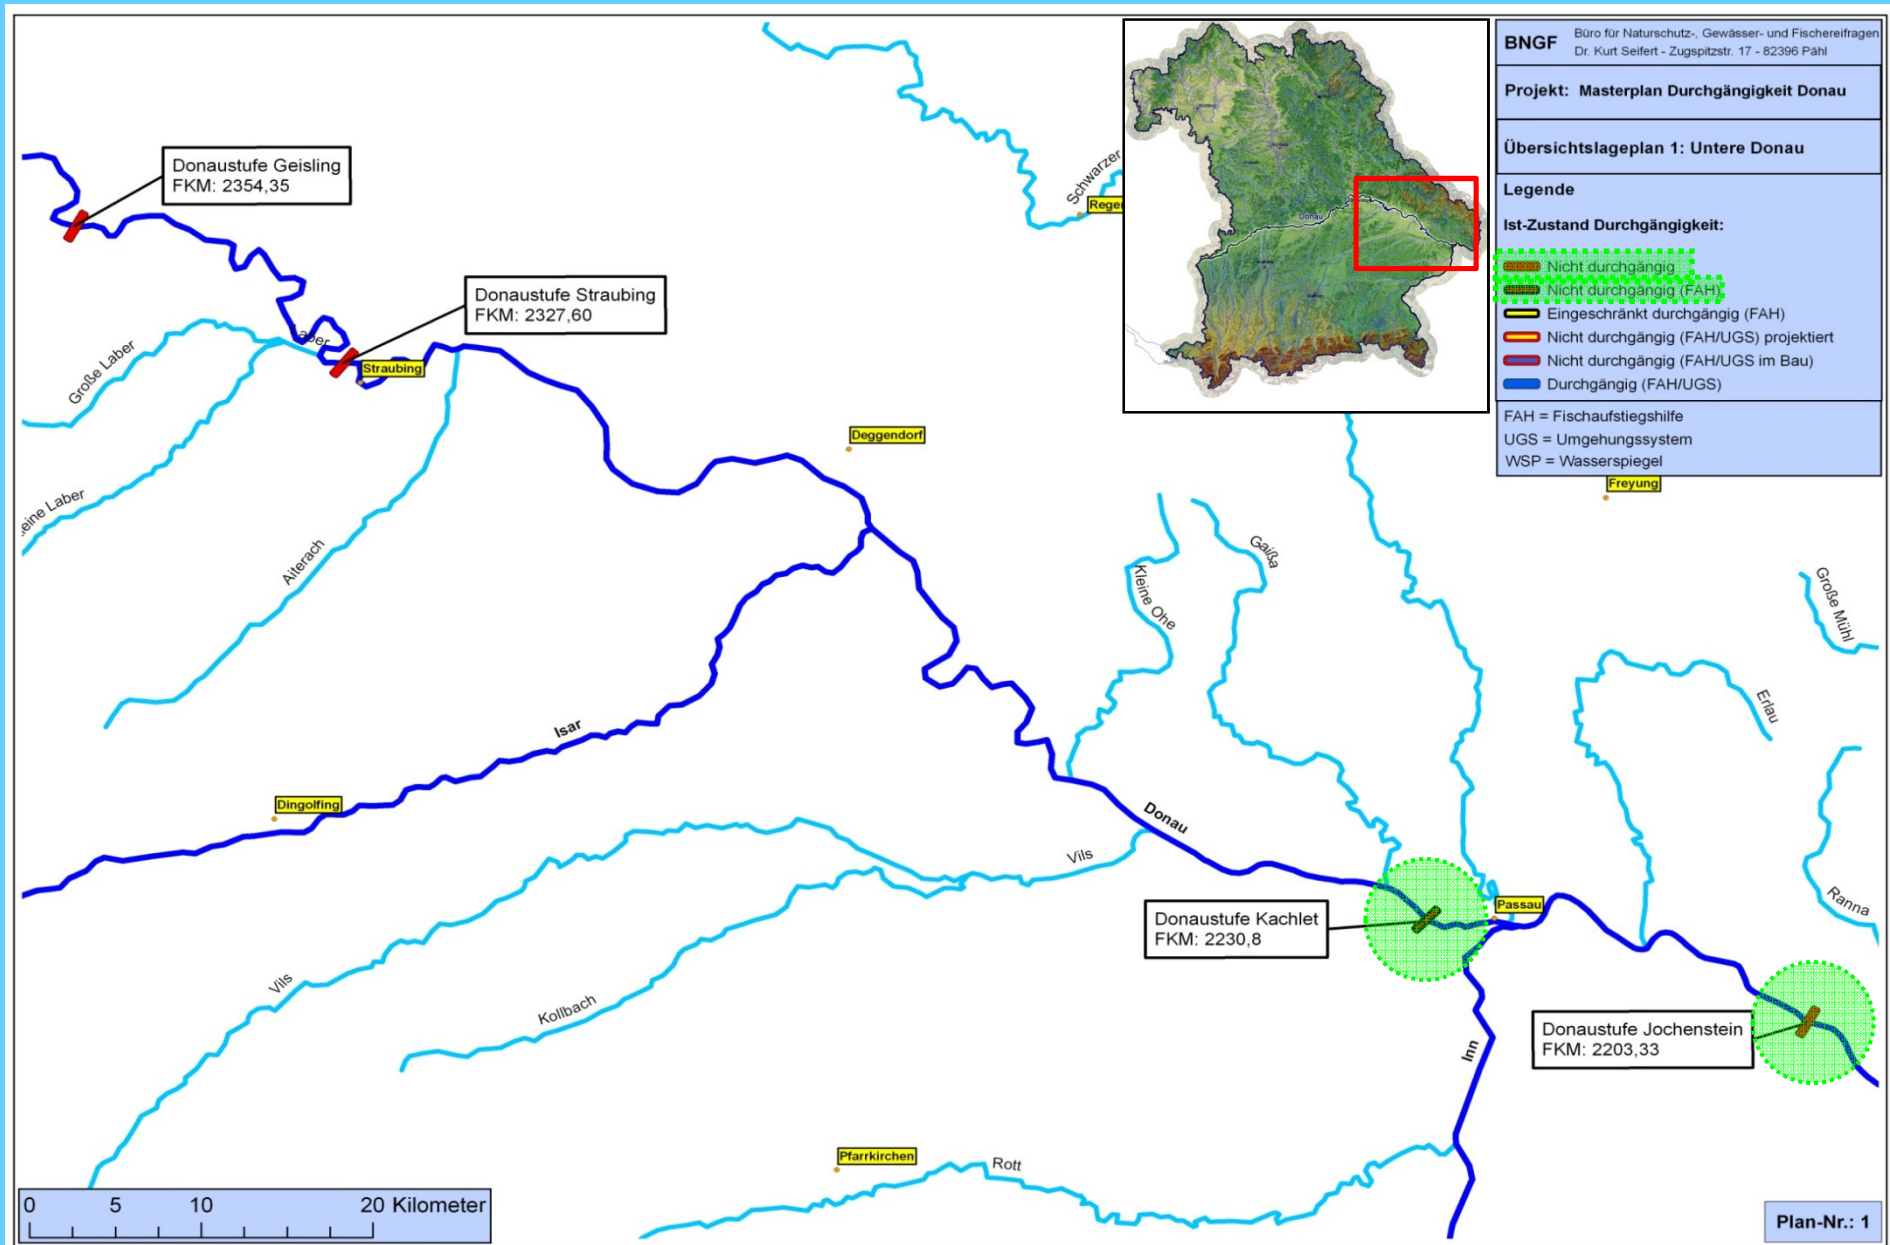 BNGF
Büro für Naturschutz-, Gewässer- und Fischereifragen
Dr. Kurt Seifert - Zugspitzstr. 17 - 82396 Pähl
Projekt: Masterplan Durchgängigkeit Donau
Übersichtslageplan 1: Untere Donau
Legende
Ist-Zustand Durchgängigkeit:
Nicht durchgängig
Nicht durchgängig (FAH)
Eingeschränkt durchgängig (FAH)
Nicht durchgängig (FAH/UGS) projektiert
Nicht durchgängig (FAH/UGS im Bau)
Durchgängig (FAH/UGS)
FAH = Fischaufstiegshilfe
UGS = Umgehungssystem
WSP = Wasserspiegel
Donau
Schwarzer
Regen
Donaustufe Geisling
FKM: 2354,35
Donaustufe Straubing
FKM: 2327,60
Laber
Straubing
Große Laber
Deggendorf
Freyung
eine Laber
Aiterach
Kleine Ohe
Gaißa
Große Mühl
Erlau
Isar
Dingolfing
Donau
Vils
Ranna
Passau
Donaustufe Kachlet
FKM: 2230,8
Vils
Kollbach
Inn
Donaustufe Jochenstein
FKM: 2203,33
Pfarrkirchen
Rott
0 5 10 20 Kilometer
Plan-Nr.: 1